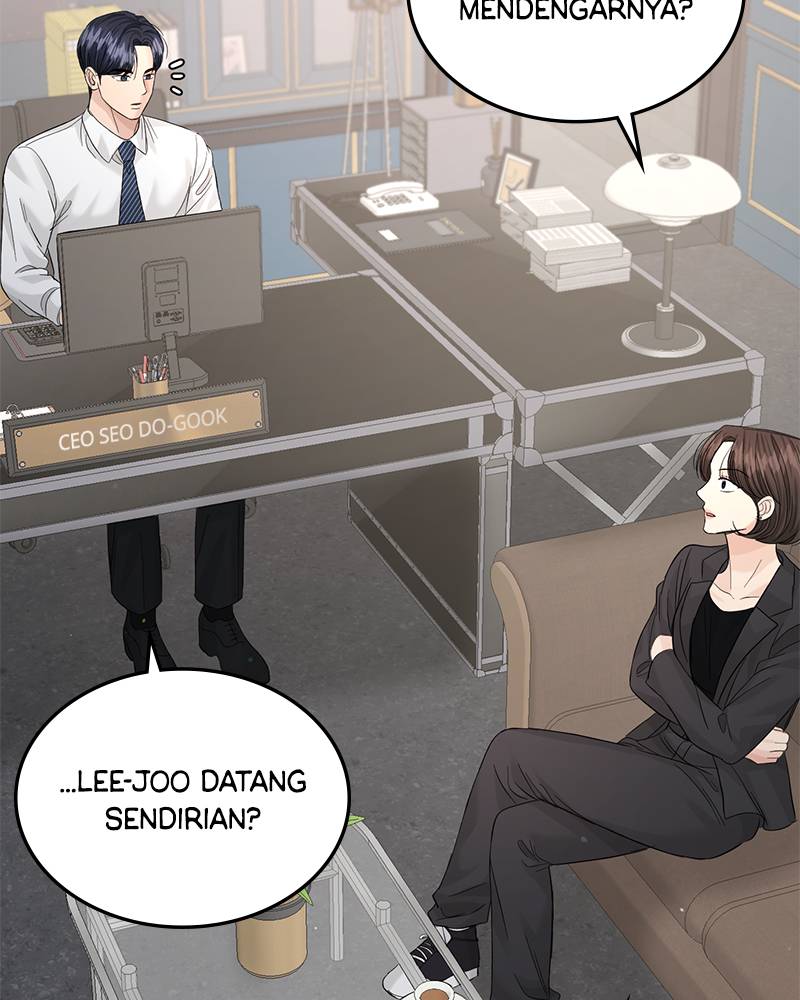 MENDENGARNYA?
CEO SEO DO-GOOK
...LEE-JOO DATANG
SENDIRIAN?